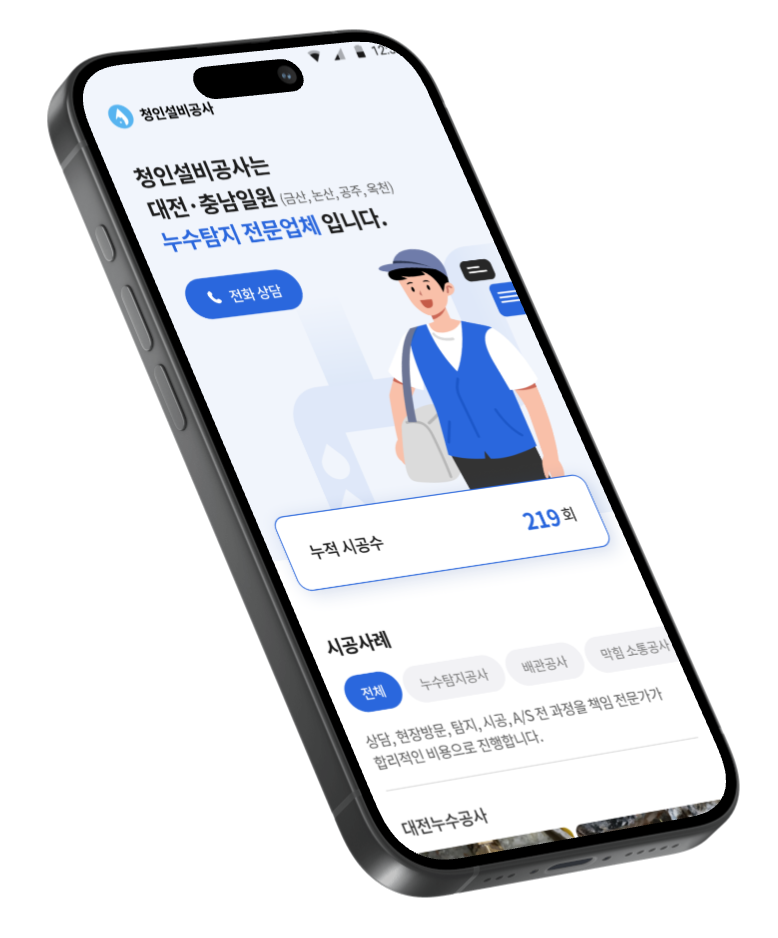 청인설비공사
청인설비공사는
대전·충남일원 (금산, 논산, 공주, 옥천)
누수탐지 전문업체 입니다.
전화 상담
누적 시공수
219회
시공사례
전체
누수탐지공사
배관공사
막힘 소통공사
상담, 현장방문, 탐지, 시공, A/S 전 과정을 책임 전문가가
합리적인 비용으로 진행합니다.
대전누수공사